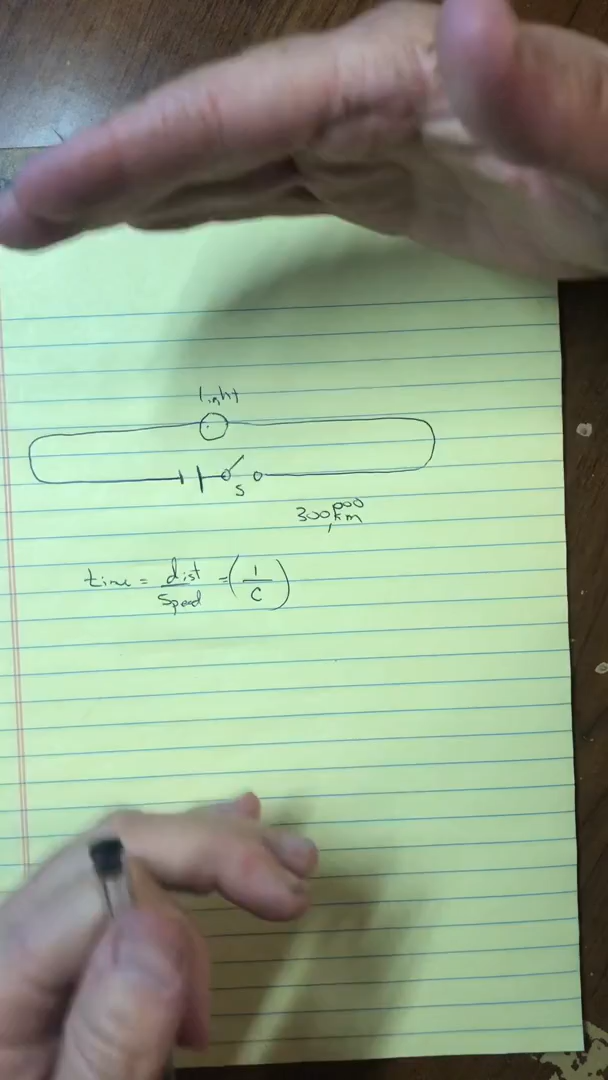 light
S
300,000
km
time = dist/speed = (1/c)